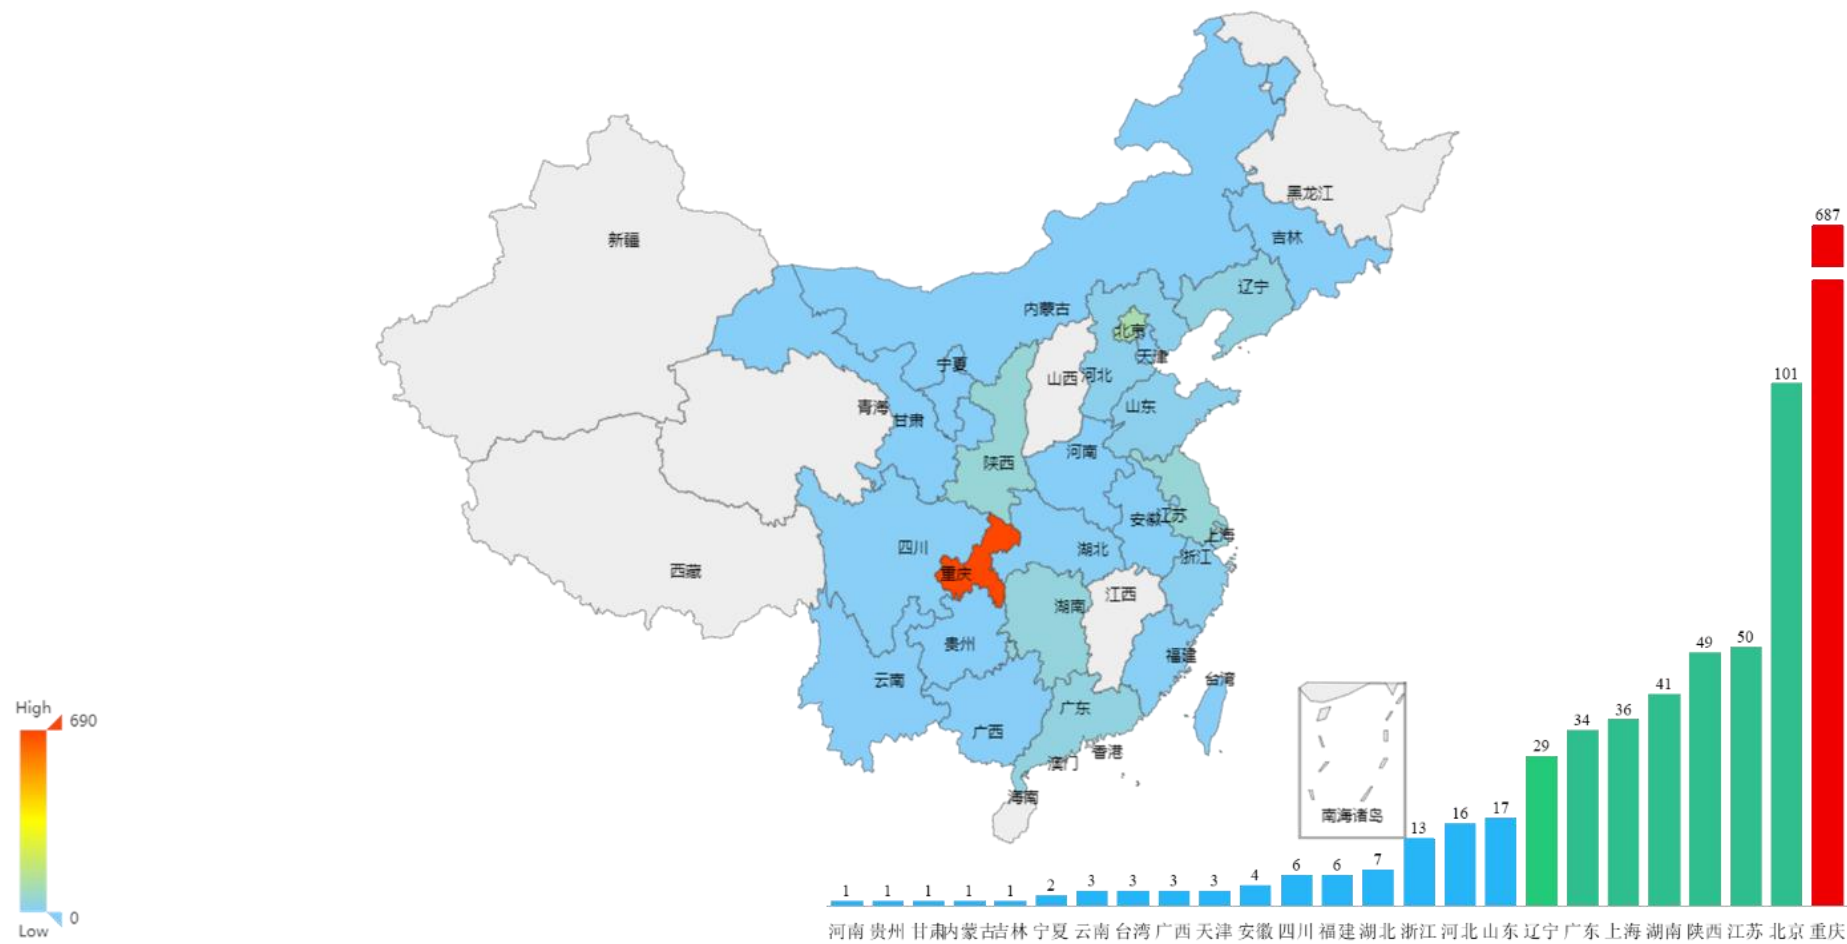 黑龙江
新疆
吉林
辽宁
内蒙古
北京
天津
宁夏
山西
河北
青海
甘肃
山东
河南
陕西
安徽
江苏
上海
四川
湖北
浙江
重庆
西藏
湖南
江西
贵州
福建
云南
台湾
广东
广西
香港
澳门
海南
南海诸岛
High
690
0
Low
1 1 1 1 1 2 3 3 3 3 4 6 6 7 13 16 17 29 34 36 41 49 50 101 687
河南 贵州 甘肃 内蒙古 吉林 宁夏 云南 台湾 广西 天津 安徽 四川 福建 湖北 浙江 河北 山东 辽宁 广东 上海 湖南 陕西 江苏 北京 重庆